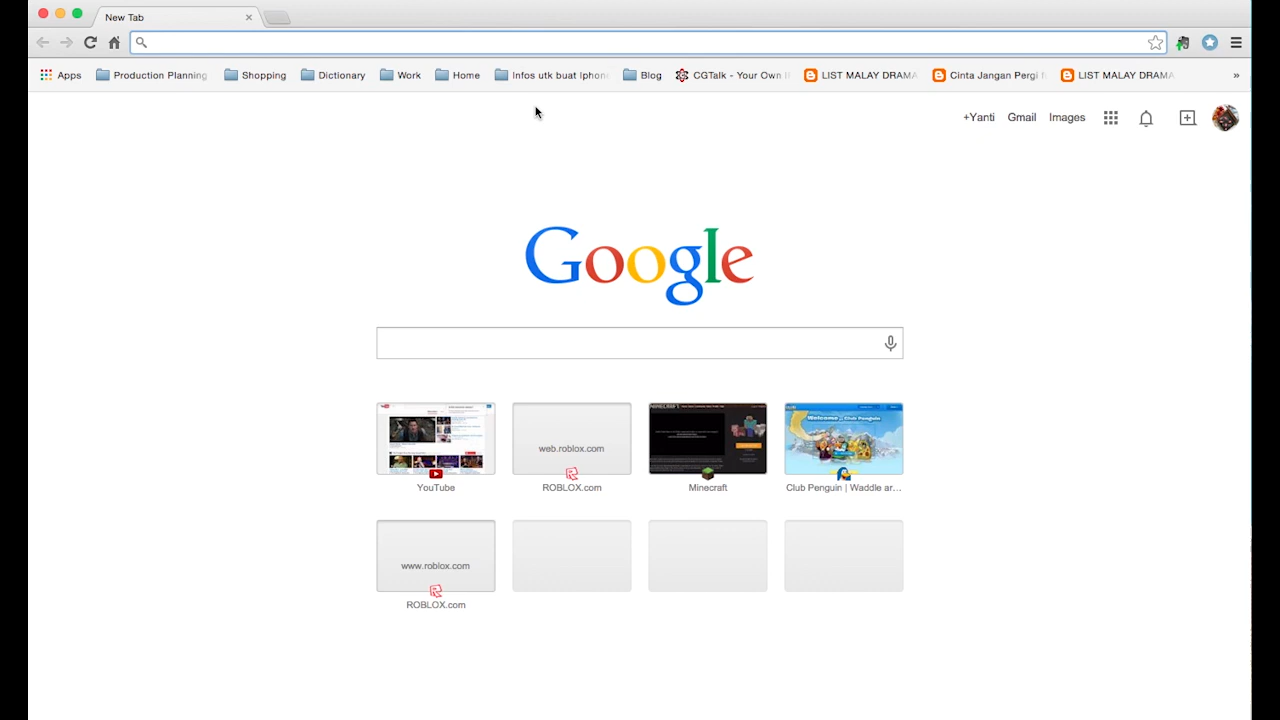 New Tab
Apps Production Planning Shopping Dictionary Work Home Infos utk buat Iphon Blog CGTalk - Your Own I LIST MALAY DRAMA Cinta Jangan Pergi LIST MALAY DRAMA »
+Yanti Gmail Images
Google
web.roblox.com
YouTube ROBLOX.com Minecraft Club Penguin | Waddle ar...
www.roblox.com
ROBLOX.com